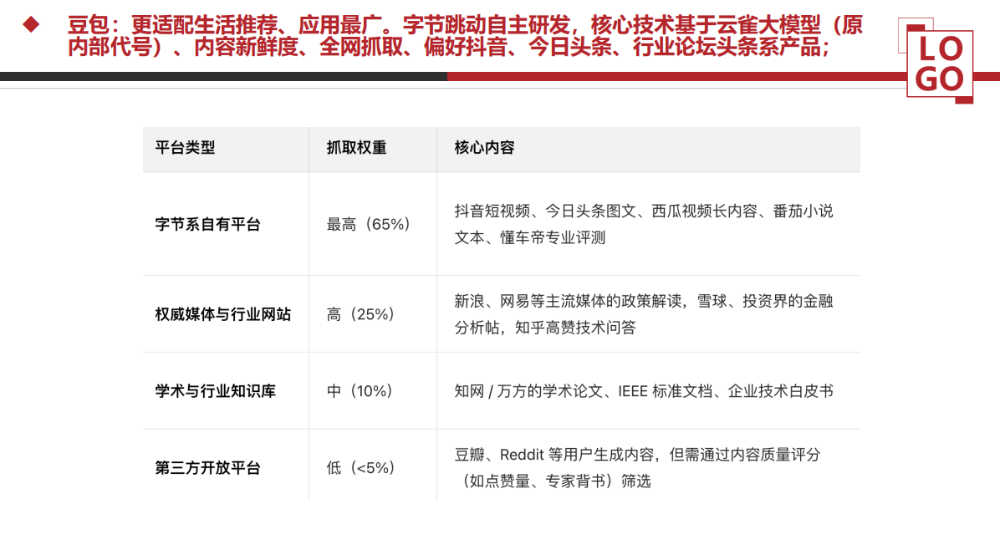 豆包：更适配生活推荐、应用最广。字节跳动自主研发，核心技术基于云雀大模型（原
内部代号）、内容新鲜度、全网抓取、偏好抖音、今日头条、行业论坛头条系产品；
LO
GO
平台类型 抓取权重 核心内容
字节系自有平台 最高（65%） 抖音短视频、今日头条图文、西瓜视频长内容、番茄小说
文本、懂车帝专业评测
权威媒体与行业网站 高（25%） 新浪、网易等主流媒体的政策解读，雪球、投资界的金融
分析帖，知乎高赞技术问答
学术与行业知识库 中（10%） 知网 / 万方的学术论文、IEEE 标准文档、企业技术白皮书
第三方开放平台 低（<5%） 豆瓣、Reddit 等用户生成内容，但需通过内容质量评分
（如点赞量、专家背书）筛选